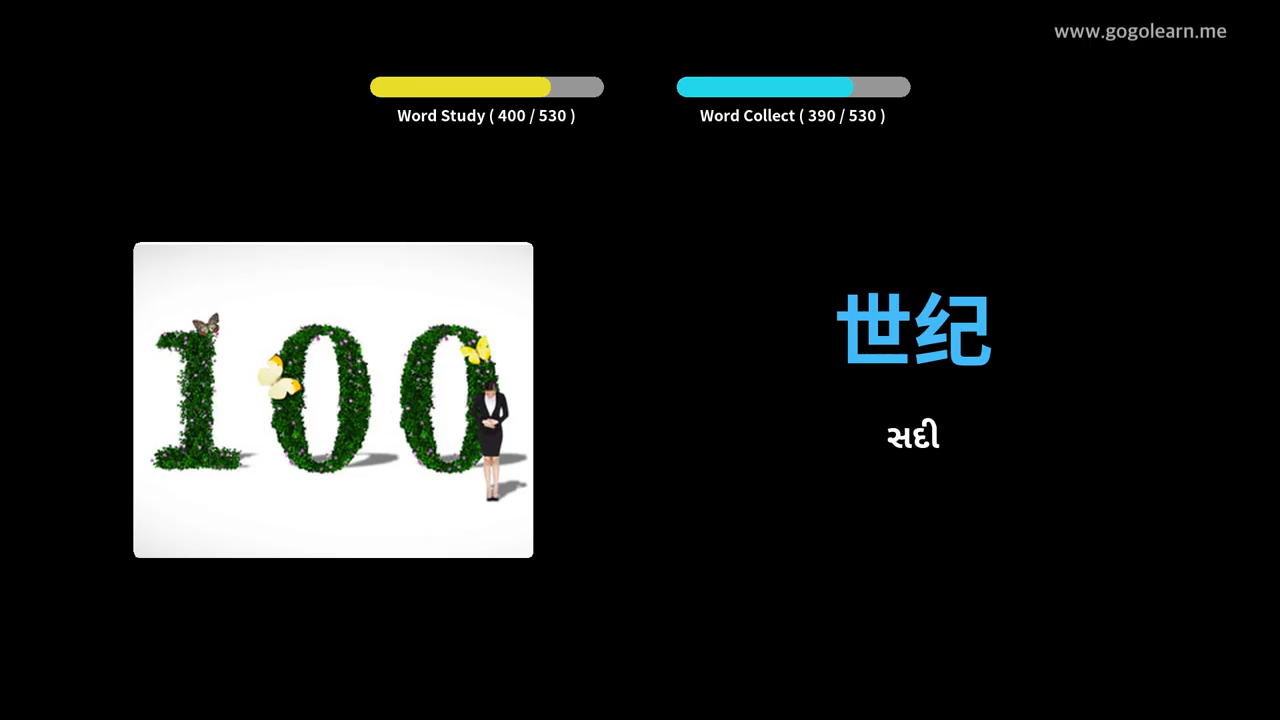 www.gogolearn.me
Word Study ( 400 / 530 )
Word Collect ( 390 / 530 )
100
世纪
સદી